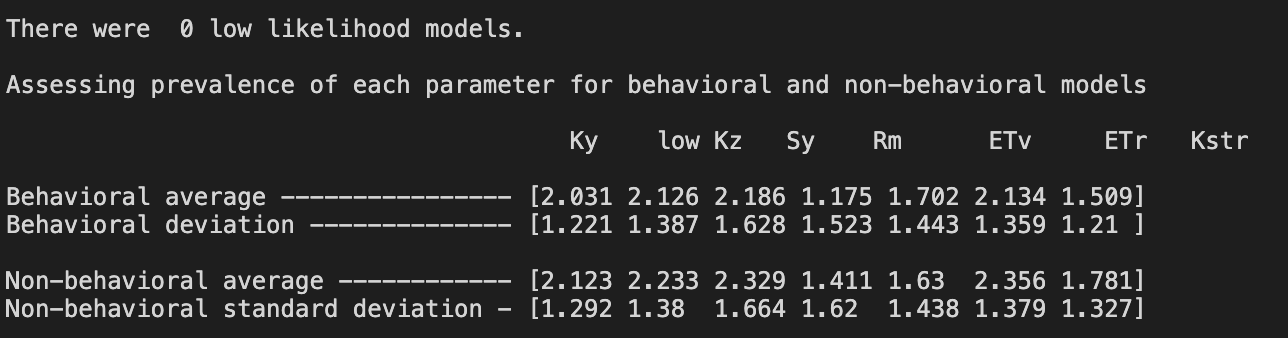 There were  0 low likelihood models.
Assessing prevalence of each parameter for behavioral and non-behavioral models
Ky    low Kz   Sy    Rm      ETv     ETr   Kstr
Behavioral average ---------------- [2.031 2.126 2.186 1.175 1.702 2.134 1.509]
Behavioral deviation -------------- [1.221 1.387 1.628 1.523 1.443 1.359 1.21 ]
Non-behavioral average ------------ [2.123 2.233 2.329 1.411 1.63  2.356 1.781]
Non-behavioral standard deviation - [1.292 1.38  1.664 1.62  1.438 1.379 1.327]